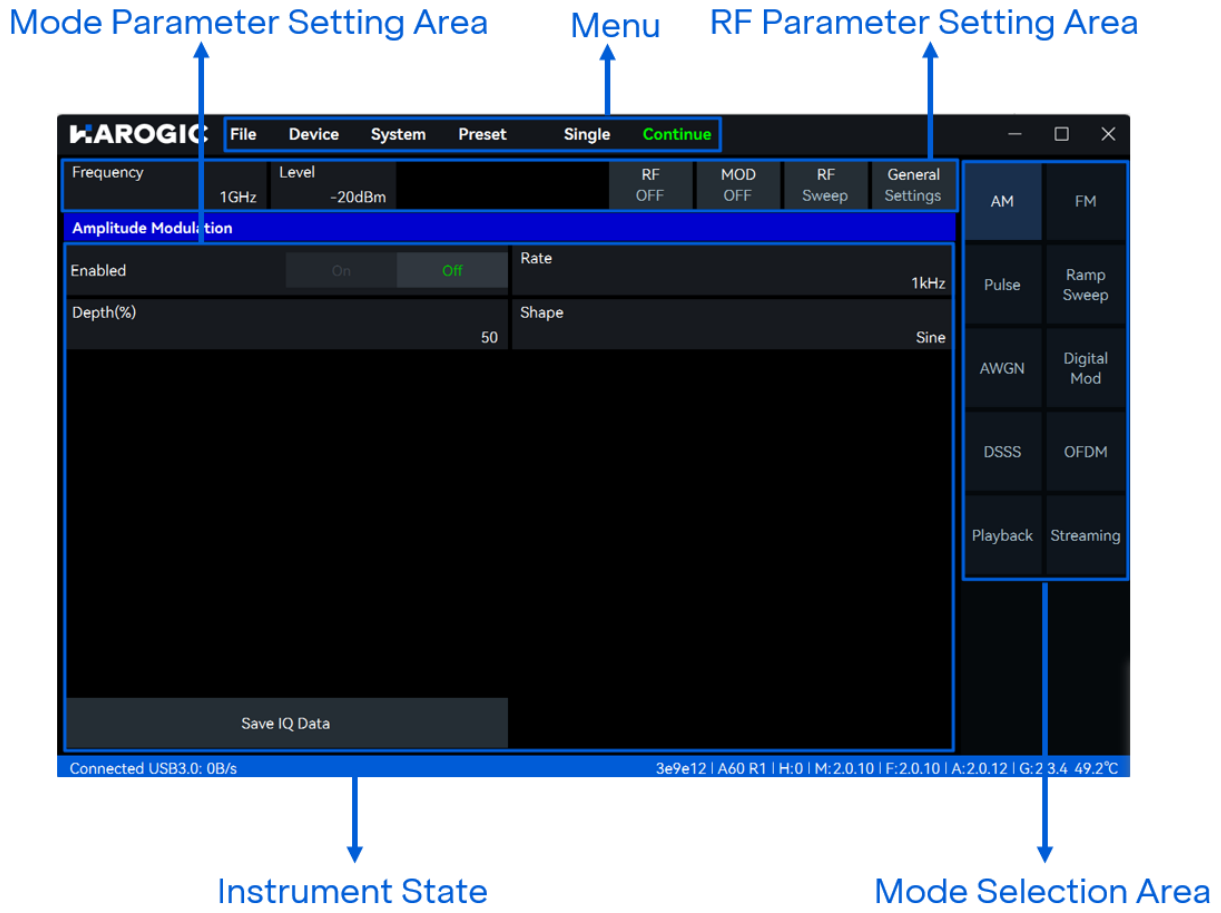 Mode Parameter Setting Area Menu RF Parameter Setting Area
HAROGIC File Device System Preset Single Continue
Frequency
1GHz
Level
-20dBm
RF
OFF
MOD
OFF
RF
Sweep
General
Settings
Amplitude Modulation
Enabled On Off
Rate
1kHz
Depth(%)
50
Shape
Sine
Save IQ Data
AM FM
Pulse Ramp
Sweep
AWGN Digital
Mod
DSSS OFDM
Playback Streaming
Connected USB3.0: 0B/s 3e9e12 | A60 R1 | H:0 | M:2.0.10 | F:2.0.10 | A:2.0.12 | 49.2°C
Instrument State Mode Selection Area